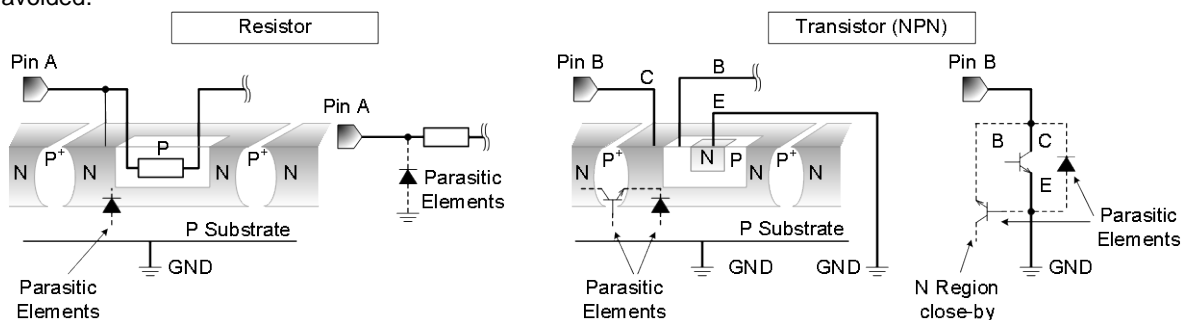 avoided.
Resistor
Pin A
N
P+
N
P
N
P+
N
P Substrate
GND
Parasitic
Elements
Pin A
Parasitic
Elements
Transistor (NPN)
Pin B
C
B
E
N
P+
N
N
P
N
P+
N
P Substrate
GND
GND
Parasitic
Elements
Pin B
B
C
E
Parasitic
Elements
GND
N Region
close-by